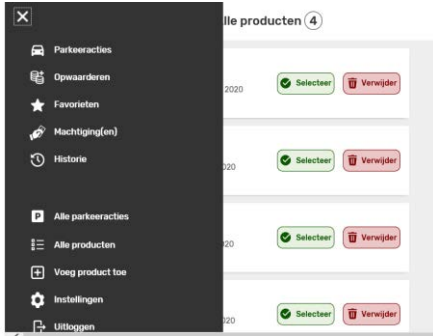 lle producten 4
Parkeeracties
Opwaarderen
Favorieten
Machtiging(en)
Historie
P Alle parkeeracties
Alle producten
Voeg product toe
Instellingen
Uitloggen
2020 Selecteer Verwijder
020 Selecteer Verwijder
020 Selecteer Verwijder
020 Selecteer Verwijder